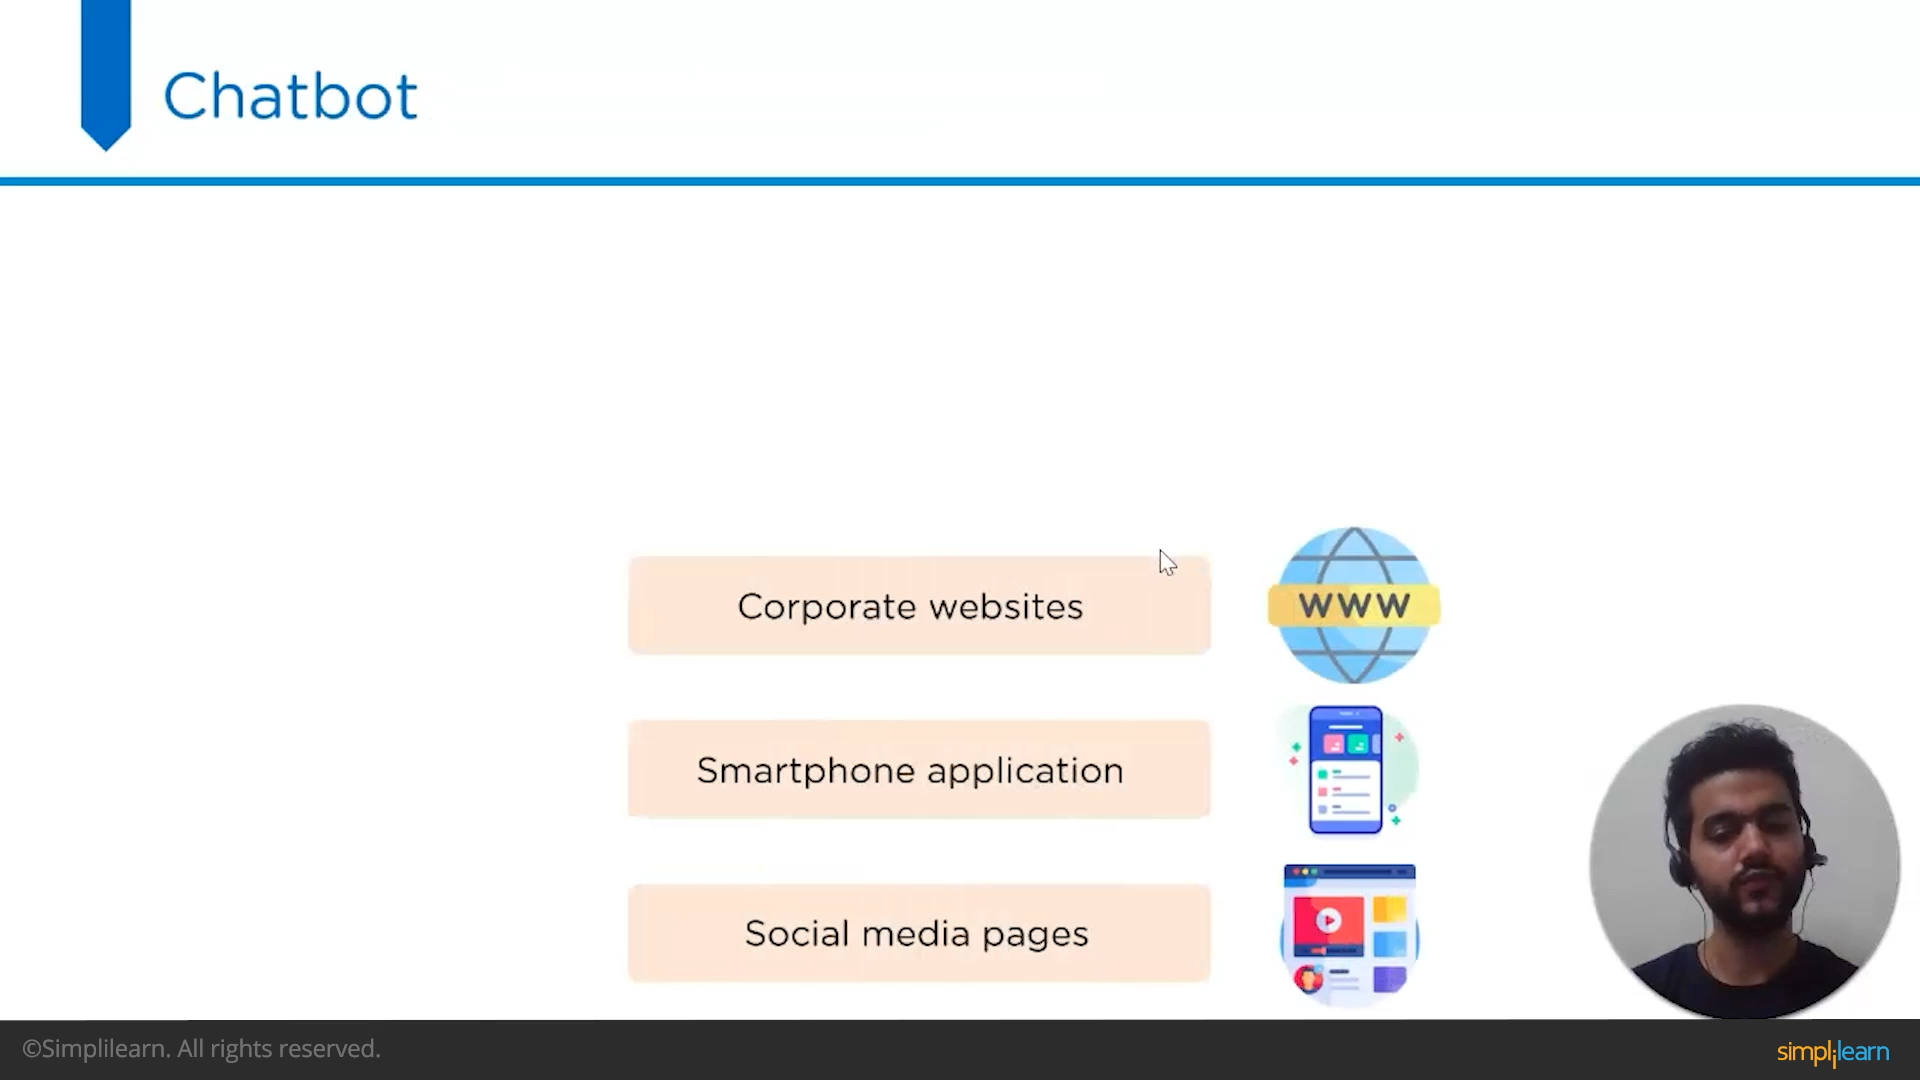 Chatbot
Corporate websites
WWW
Smartphone application
Social media pages
©Simplilearn. All rights reserved.
simplilearn